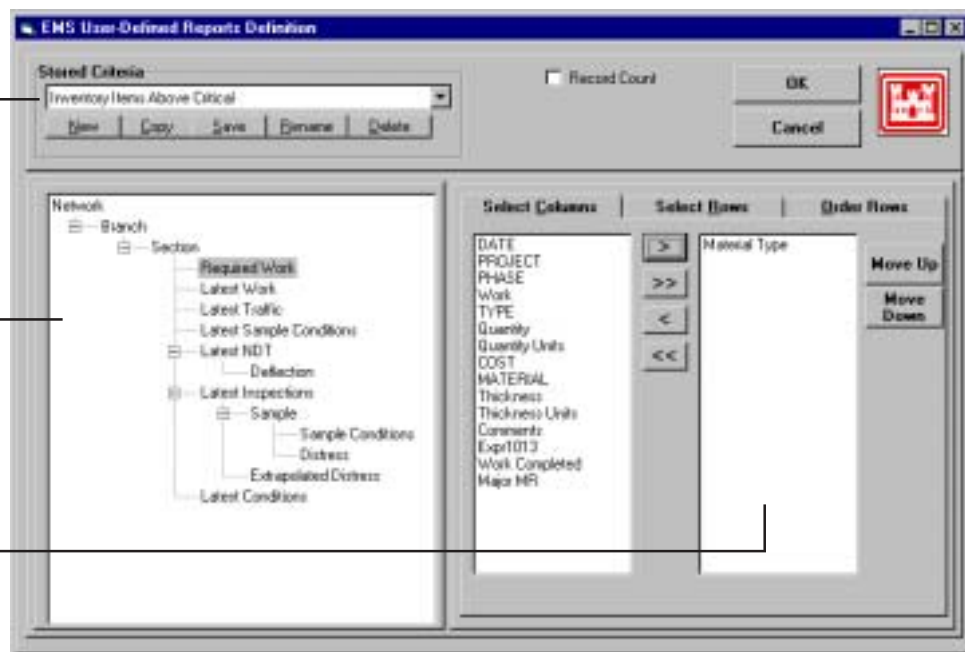 EMS User-Defined Reports Definition
Stored Criteria
Inventory Items Above Critical
New Copy Save Rename Delete
Record Count
OK
Cancel
Network
Branch
Section
Required Work
Latest Work
Latest Traffic
Latest Sample Conditions
Latest NDT
Deflection
Latest Inspections
Sample
Sample Conditions
Distress
Extrapolated Distress
Latest Conditions
Select Columns Select Rows Order Rows
DATE
PROJECT
PHASE
Work
TYPE
Quantity
Quantity Units
COST
MATERIAL
Thickness
Thickness Units
Comments
Expr1013
Work Completed
Major MR
>
>>
<
<<
Material Type
Move Up
Move
Down